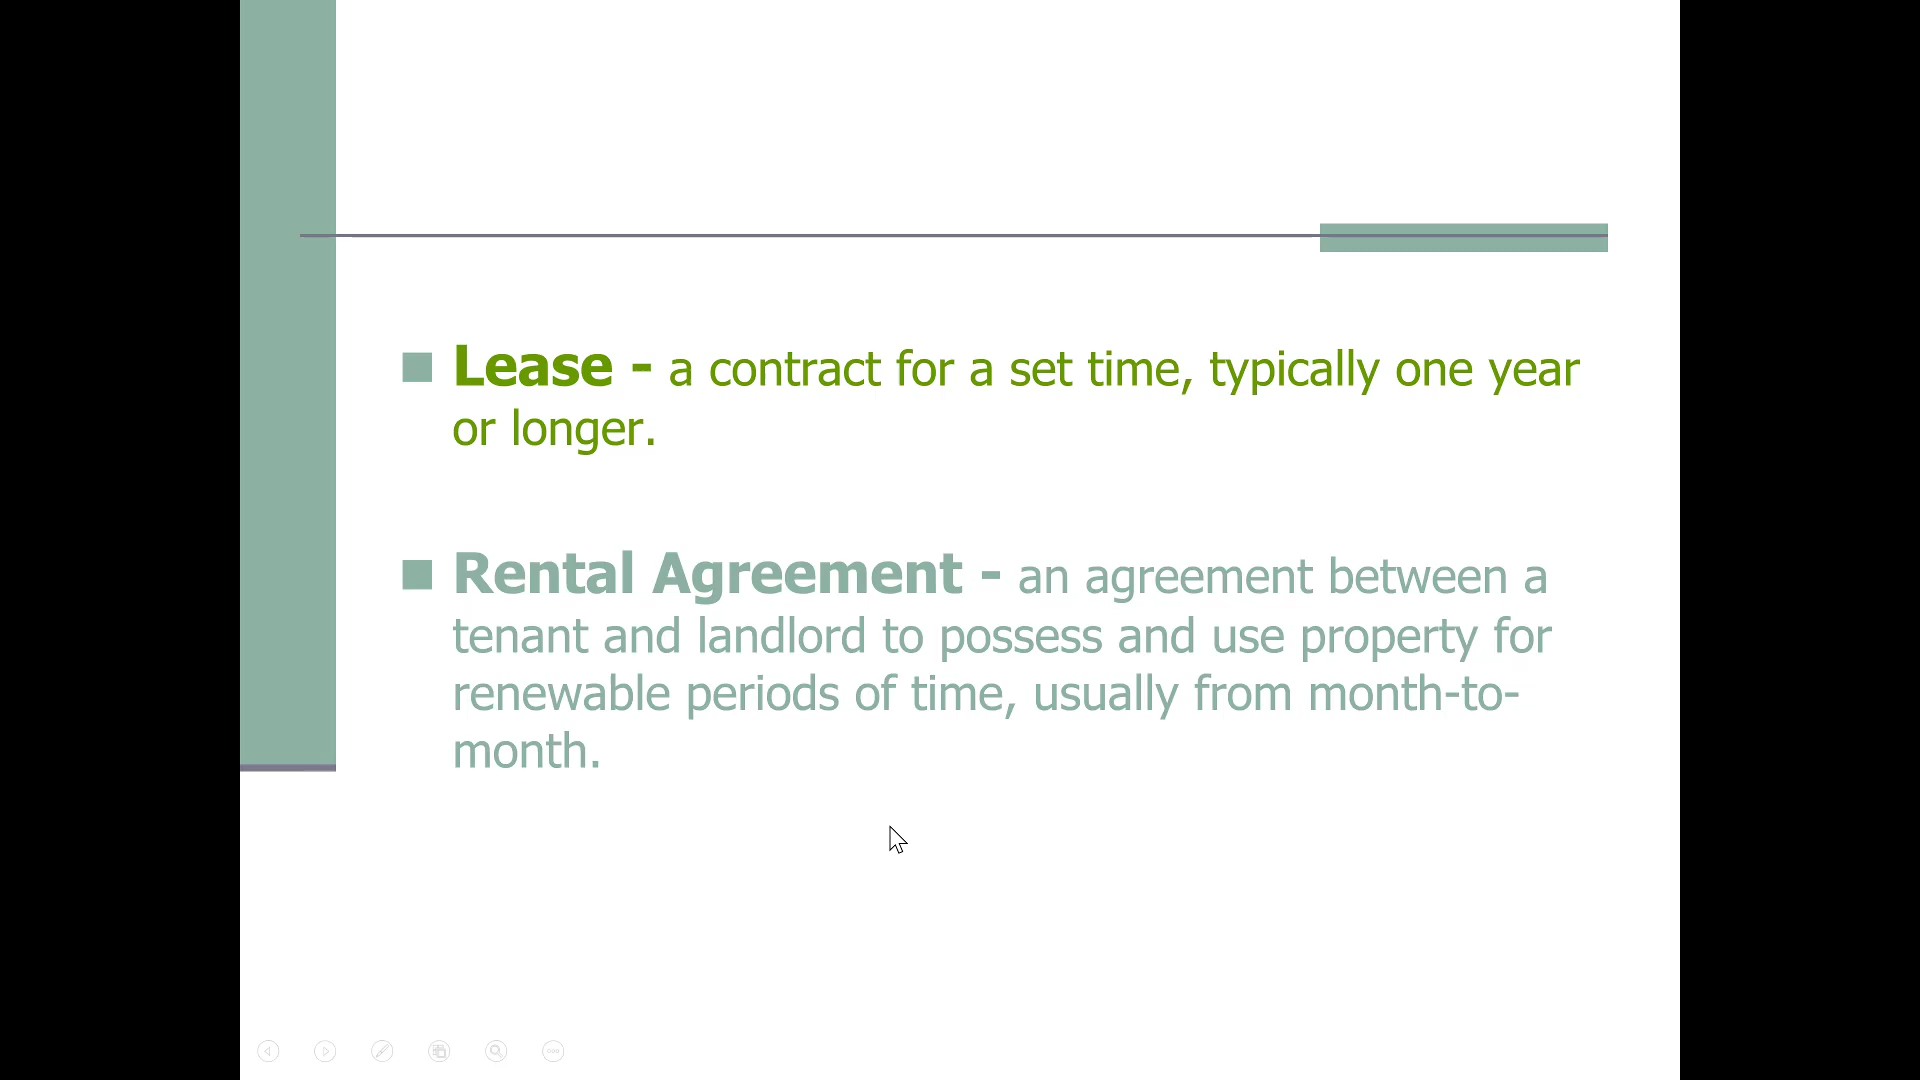 Lease - a contract for a set time, typically one year
or longer.
Rental Agreement - an agreement between a
tenant and landlord to possess and use property for
renewable periods of time, usually from month-to-
month.